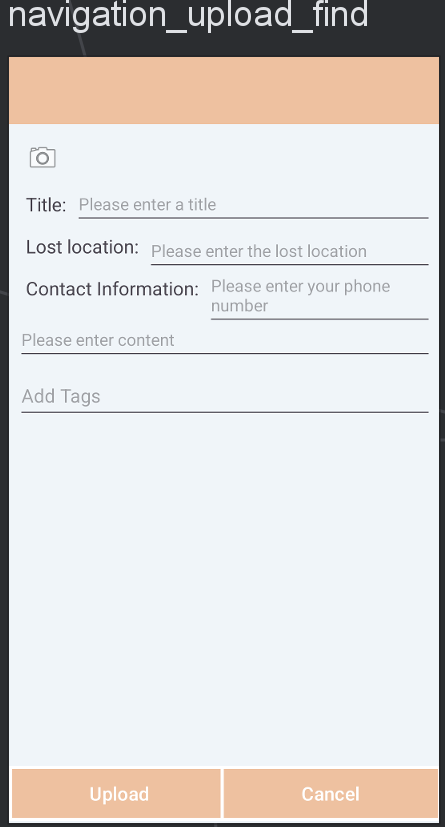 navigation_upload_find
Title: Please enter a title
Lost location: Please enter the lost location
Contact Information: Please enter your phone
number
Please enter content
Add Tags
Upload Cancel